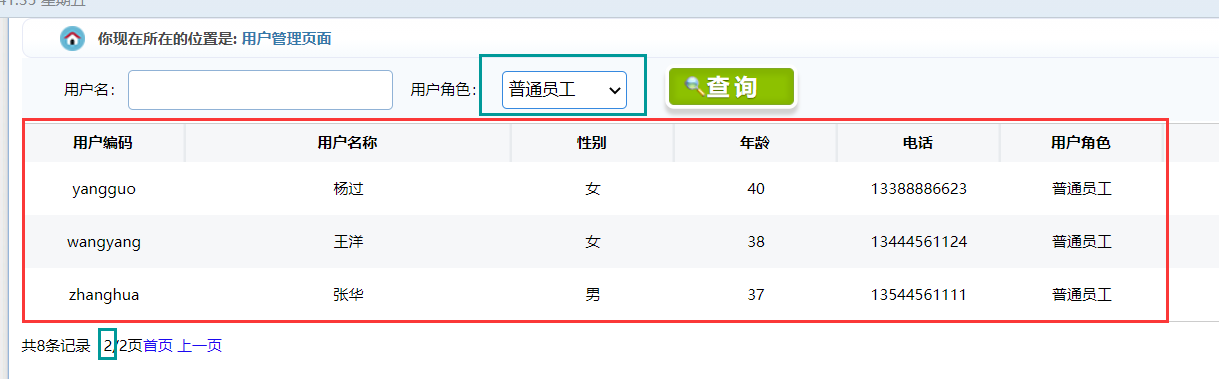 你现在所在的位置是: 用户管理页面
用户名： 用户角色： 普通员工 查询
用户编码 用户名称 性别 年龄 电话 用户角色
yangguo 杨过 女 40 13388886623 普通员工
wangyang 王洋 女 38 13444561124 普通员工
zhanghua 张华 男 37 13544561111 普通员工
共8条记录 2/2页首页 上一页